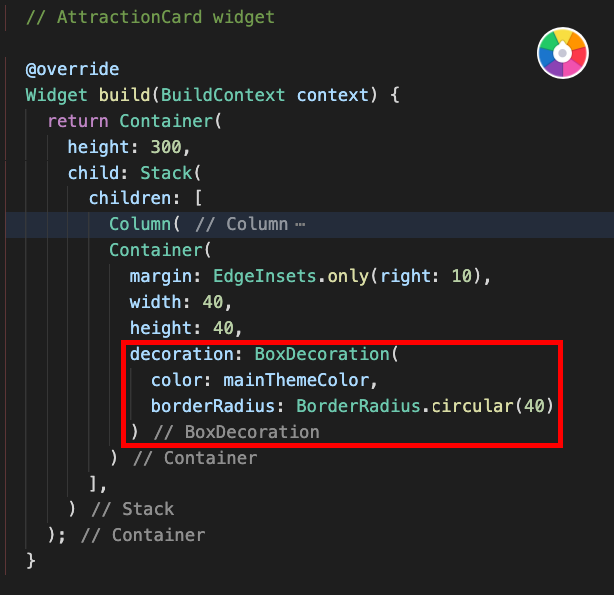 // AttractionCard widget
@override
Widget build(BuildContext context) {
return Container(
height: 300,
child: Stack(
children: [
Column( // Column ⋯
Container(
margin: EdgeInsets.only(right: 10),
width: 40,
height: 40,
decoration: BoxDecoration(
color: mainThemeColor,
borderRadius: BorderRadius.circular(40)
) // BoxDecoration
) // Container
],
) // Stack
); // Container
}